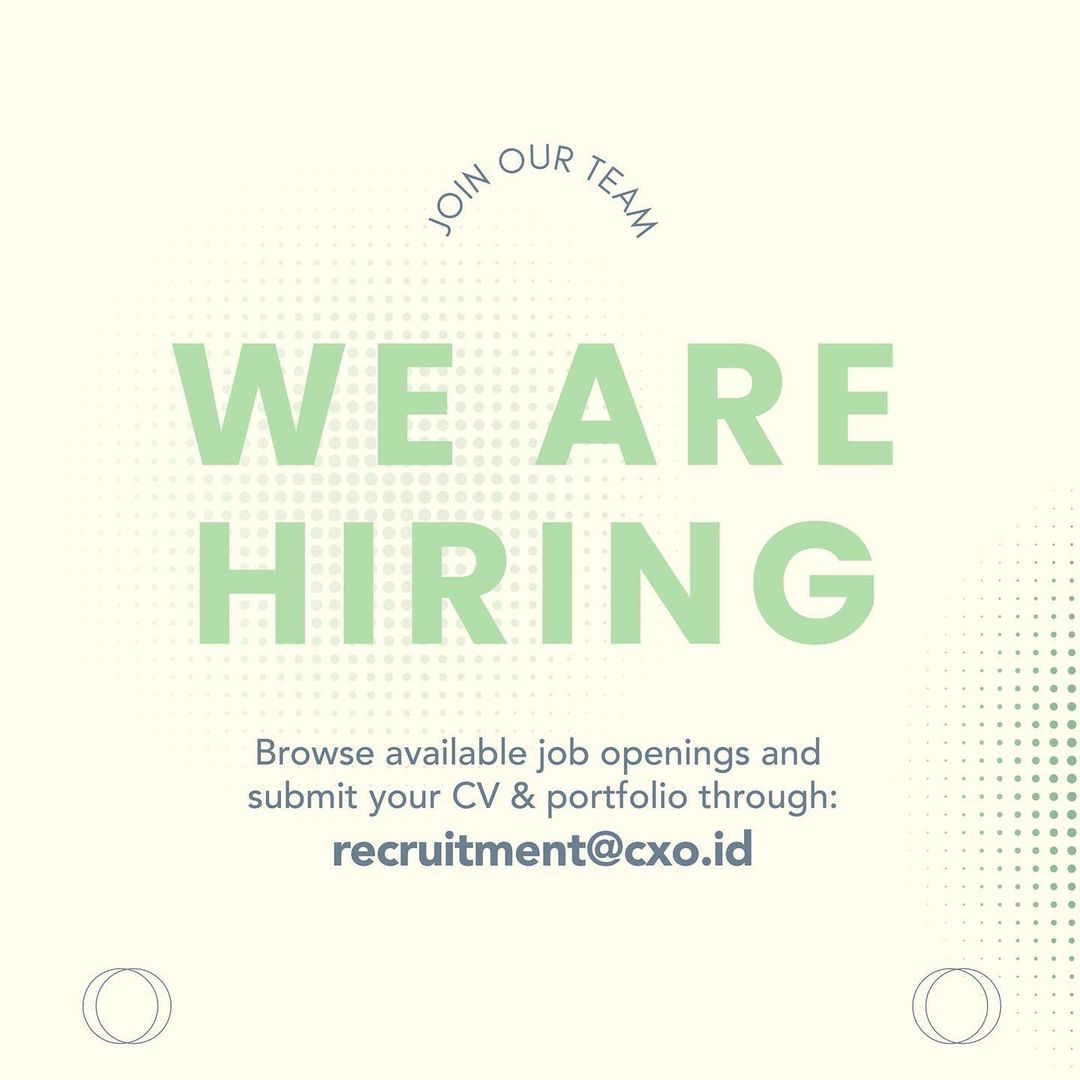 JOIN OUR TEAM
WE ARE
HIRING
Browse available job openings and
submit your CV & portfolio through:
recruitment@cxo.id